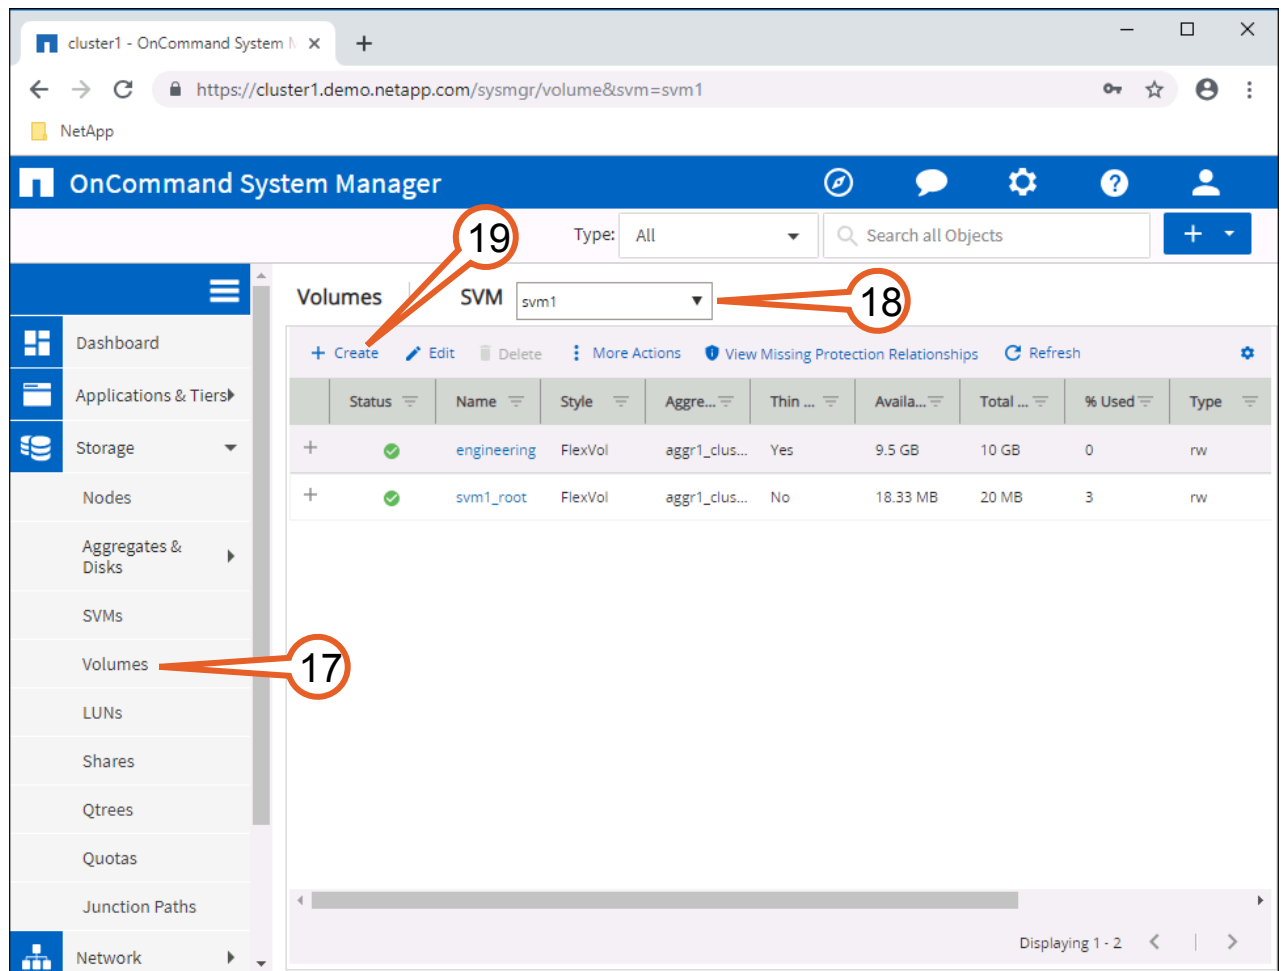 cluster1 - OnCommand System M
https://cluster1.demo.netapp.com/sysmgr/volume&svm=svm1
NetApp
OnCommand System Manager
19
Type: All Search all Objects
Volumes SVM svm1
18
Dashboard
Applications & Tiers
Storage
Nodes
Aggregates &
Disks
SVMs
Volumes
17
LUNs
Shares
Qtrees
Quotas
Junction Paths
Network
+ Create Edit Delete More Actions View Missing Protection Relationships Refresh
Status Name Style Aggre... Thin ... Availa... Total ... % Used Type
+ engineering FlexVol aggr1_clus... Yes 9.5 GB 10 GB 0 rw
+ svm1_root FlexVol aggr1_clus... No 18.33 MB 20 MB 3 rw
Displaying 1 - 2